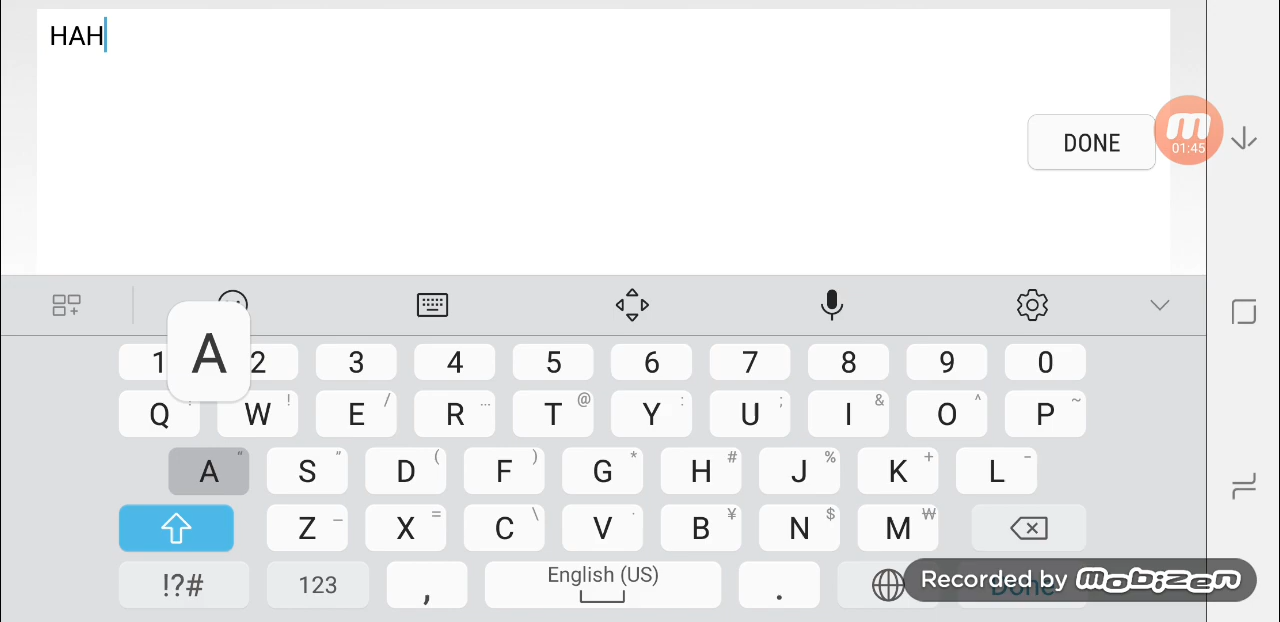 HAH
DONE
01:45
A
1 2 3 4 5 6 7 8 9 0
Q W ! E / R ... T @ Y : U ; I & O ^ P ~
A " S " D ( F ) G * H # J % K + L -
Z _ X = C \ V . B ¥ N $ M ₩
!?# 123 , English (US) . Done
Recorded by mobizen